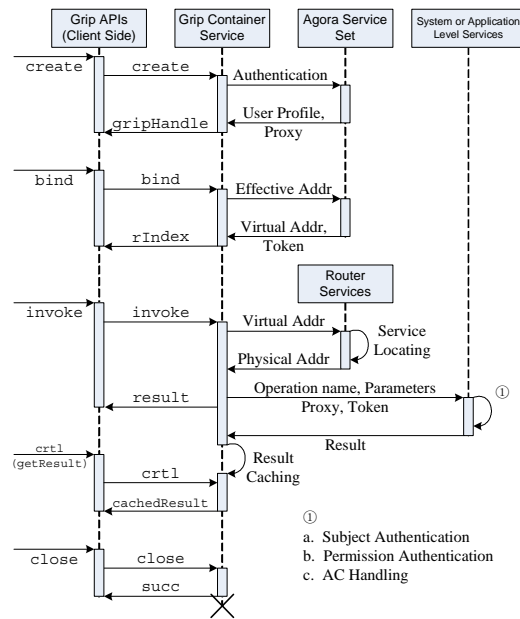 Grip APIs
(Client Side)
Grip Container
Service
Agora Service
Set
System or Application
Level Services
create
create
Authentication
gripHandle
User Profile,
Proxy
bind
bind
Effective Addr
rIndex
Virtual Addr,
Token
Router
Services
invoke
invoke
Virtual Addr
Service
Locating
Physical Addr
Operation name, Parameters
①
result
Proxy, Token
Result
crtl
(getResult)
Result
Caching
crtl
cachedResult
①
a. Subject Authentication
b. Permission Authentication
c. AC Handling
close
close
succ